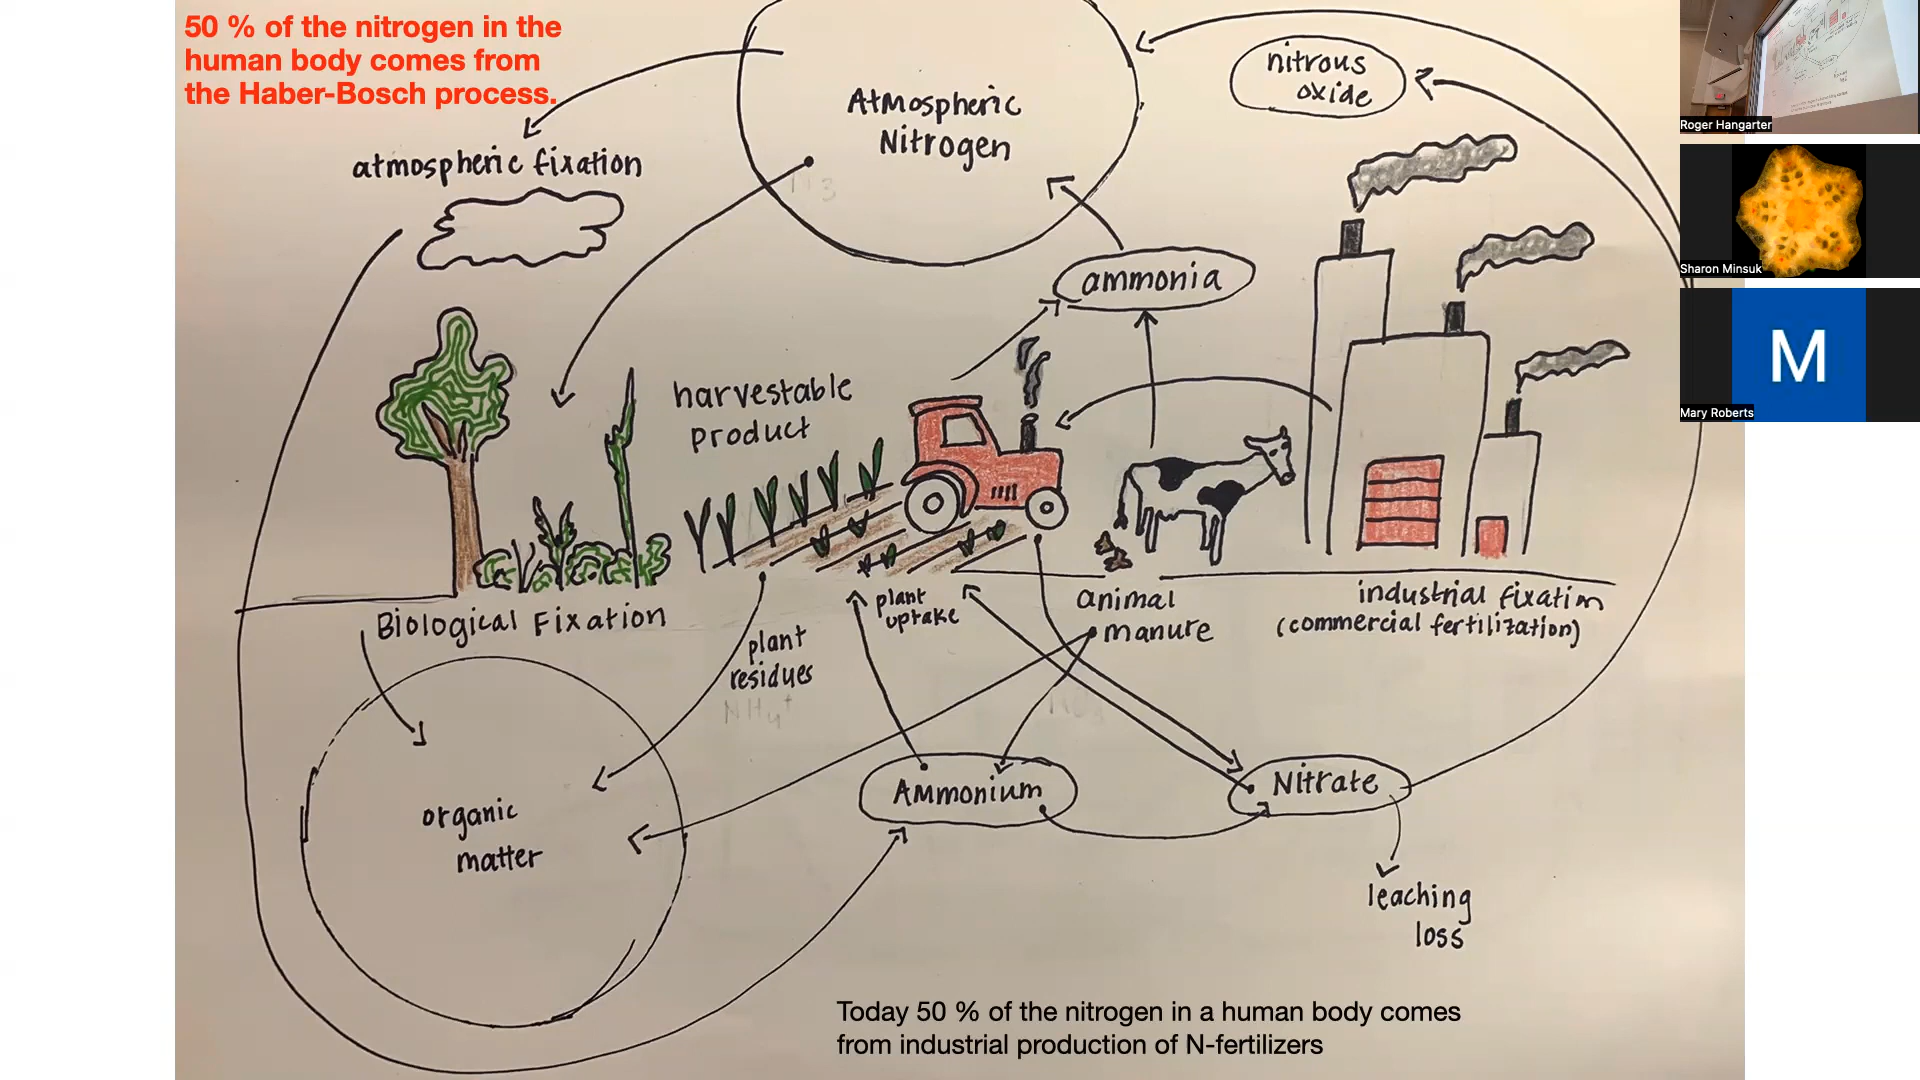 50 % of the nitrogen in the
human body comes from
the Haber-Bosch process.
Atmospheric
Nitrogen
nitrous
oxide
atmospheric fixation
ammonia
harvestable
product
Biological Fixation
plant
residues
NH4+
plant
uptake
animal
manure
industrial fixation
(commercial fertilization)
organic
matter
Ammonium
Nitrate
leaching
loss
Today 50 % of the nitrogen in a human body comes
from industrial production of N-fertilizers
Roger Hangarter
Sharon Minsuk
M
Mary Roberts